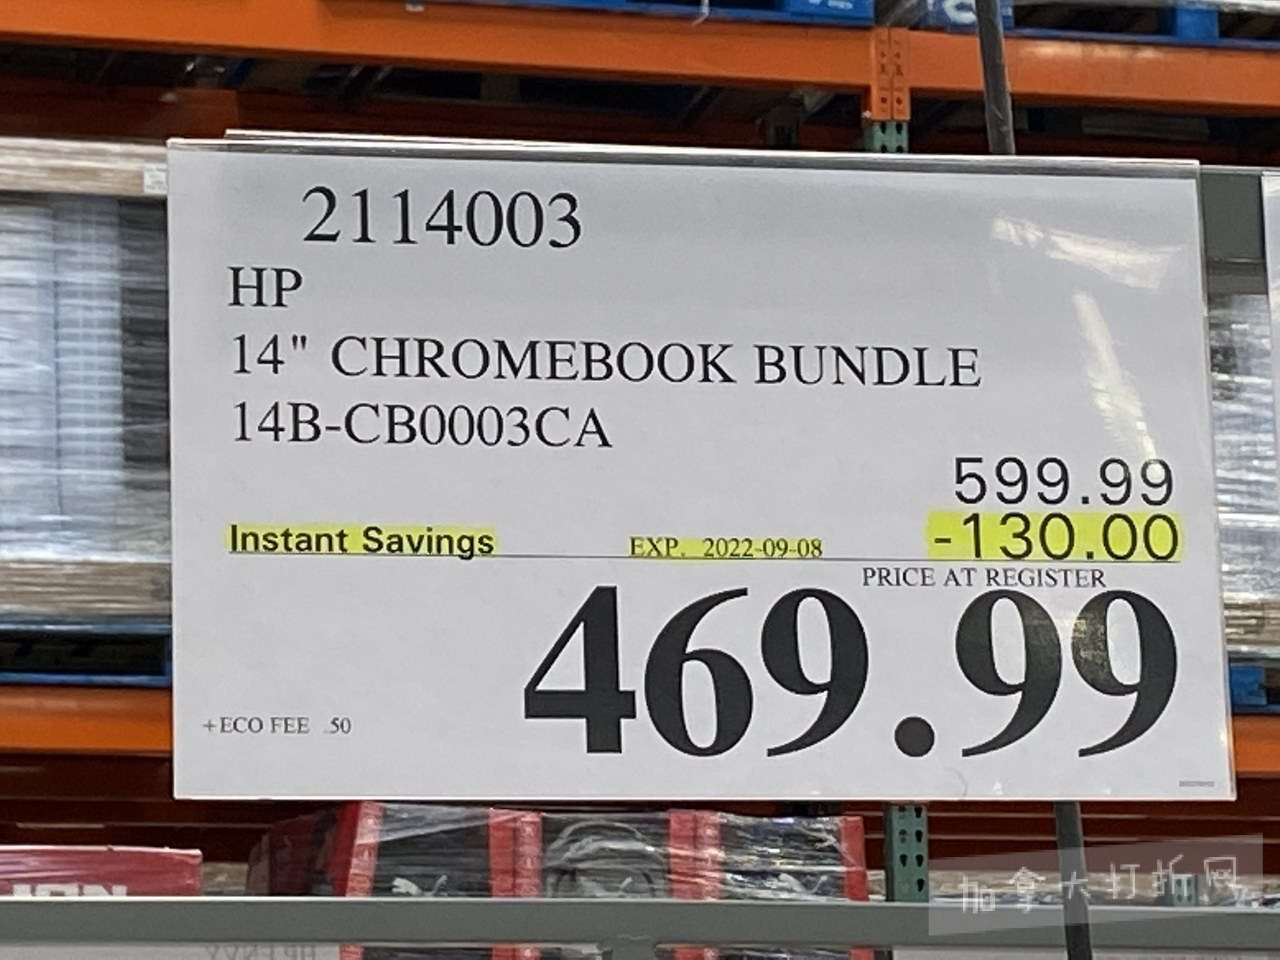 2114003
HP
14" CHROMEBOOK BUNDLE
14B-CB0003CA
599.99
Instant Savings EXP. 2022-09-08 -130.00
PRICE AT REGISTER
469.99
+ECO FEE .50
加拿大打折网